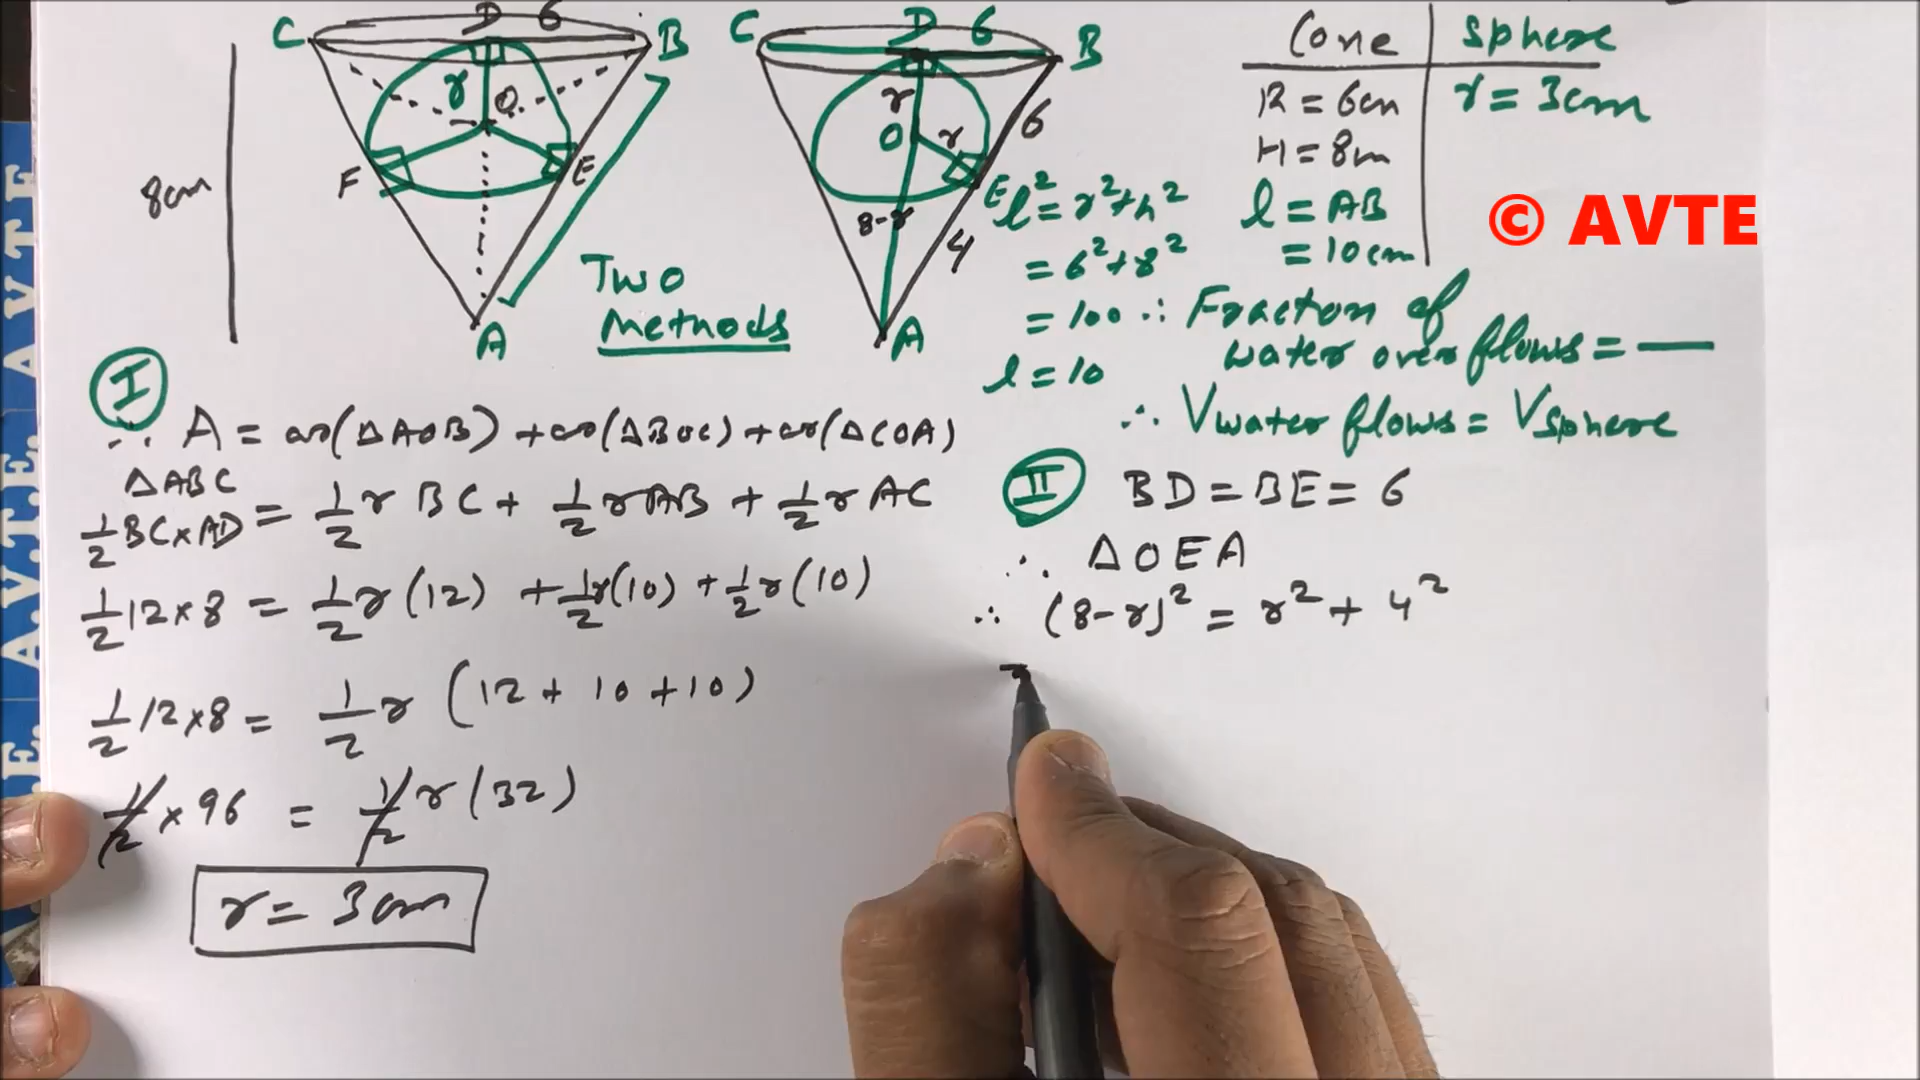 C D 6 B
r O.
F E
8cm
A
Two
Methods
C D 6 B
r
O r 6
E
8-r 4
A
l² = r²+h²
= 6²+8²
= 100
l = 10
Cone | sphere
R = 6cm | r = 3cm
H = 8m
l = AB
= 10cm
© AVTE
∴ Fraction of
water overflows = —
∴ Vwater flows = Vsphere
I
∵ A = ar(ΔAOB) + ar(ΔBOC) + ar(ΔCOA)
ΔABC
½BC×AD = ½ r BC + ½ r AB + ½ r AC
½ 12×8 = ½ r (12) + ½r(10) + ½ r (10)
½ 12×8 = ½ r (12 + 10 + 10)
½ × 96 = ½ r (32)
r = 3cm
II BD = BE = 6
∴ ΔOEA
∴ (8-r)² = r² + 4²
A.V.T.E.